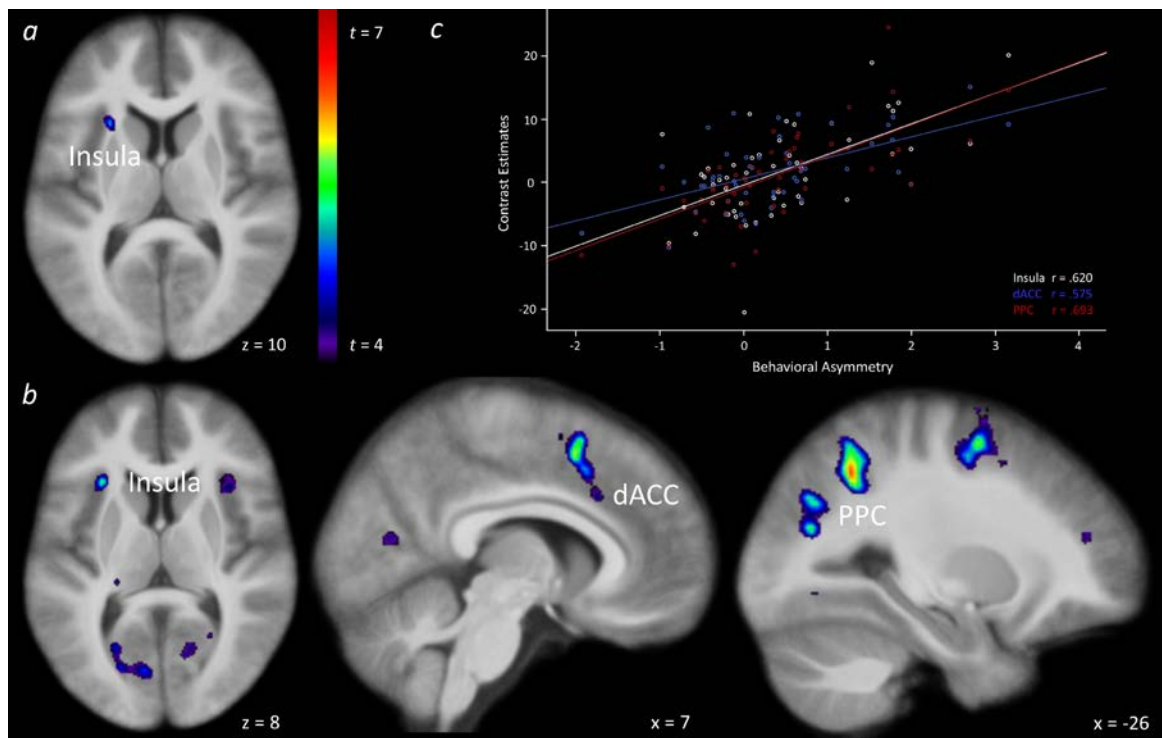 a
Insula
z = 10
t = 7
t = 4
c
Contrast Estimates
20
10
0
-10
-20
-2
-1
0
1
2
3
4
Behavioral Asymmetry
Insula r = .620
dACC r = .575
PPC r = .693
b
Insula
z = 8
dACC
x = 7
PPC
x = -26